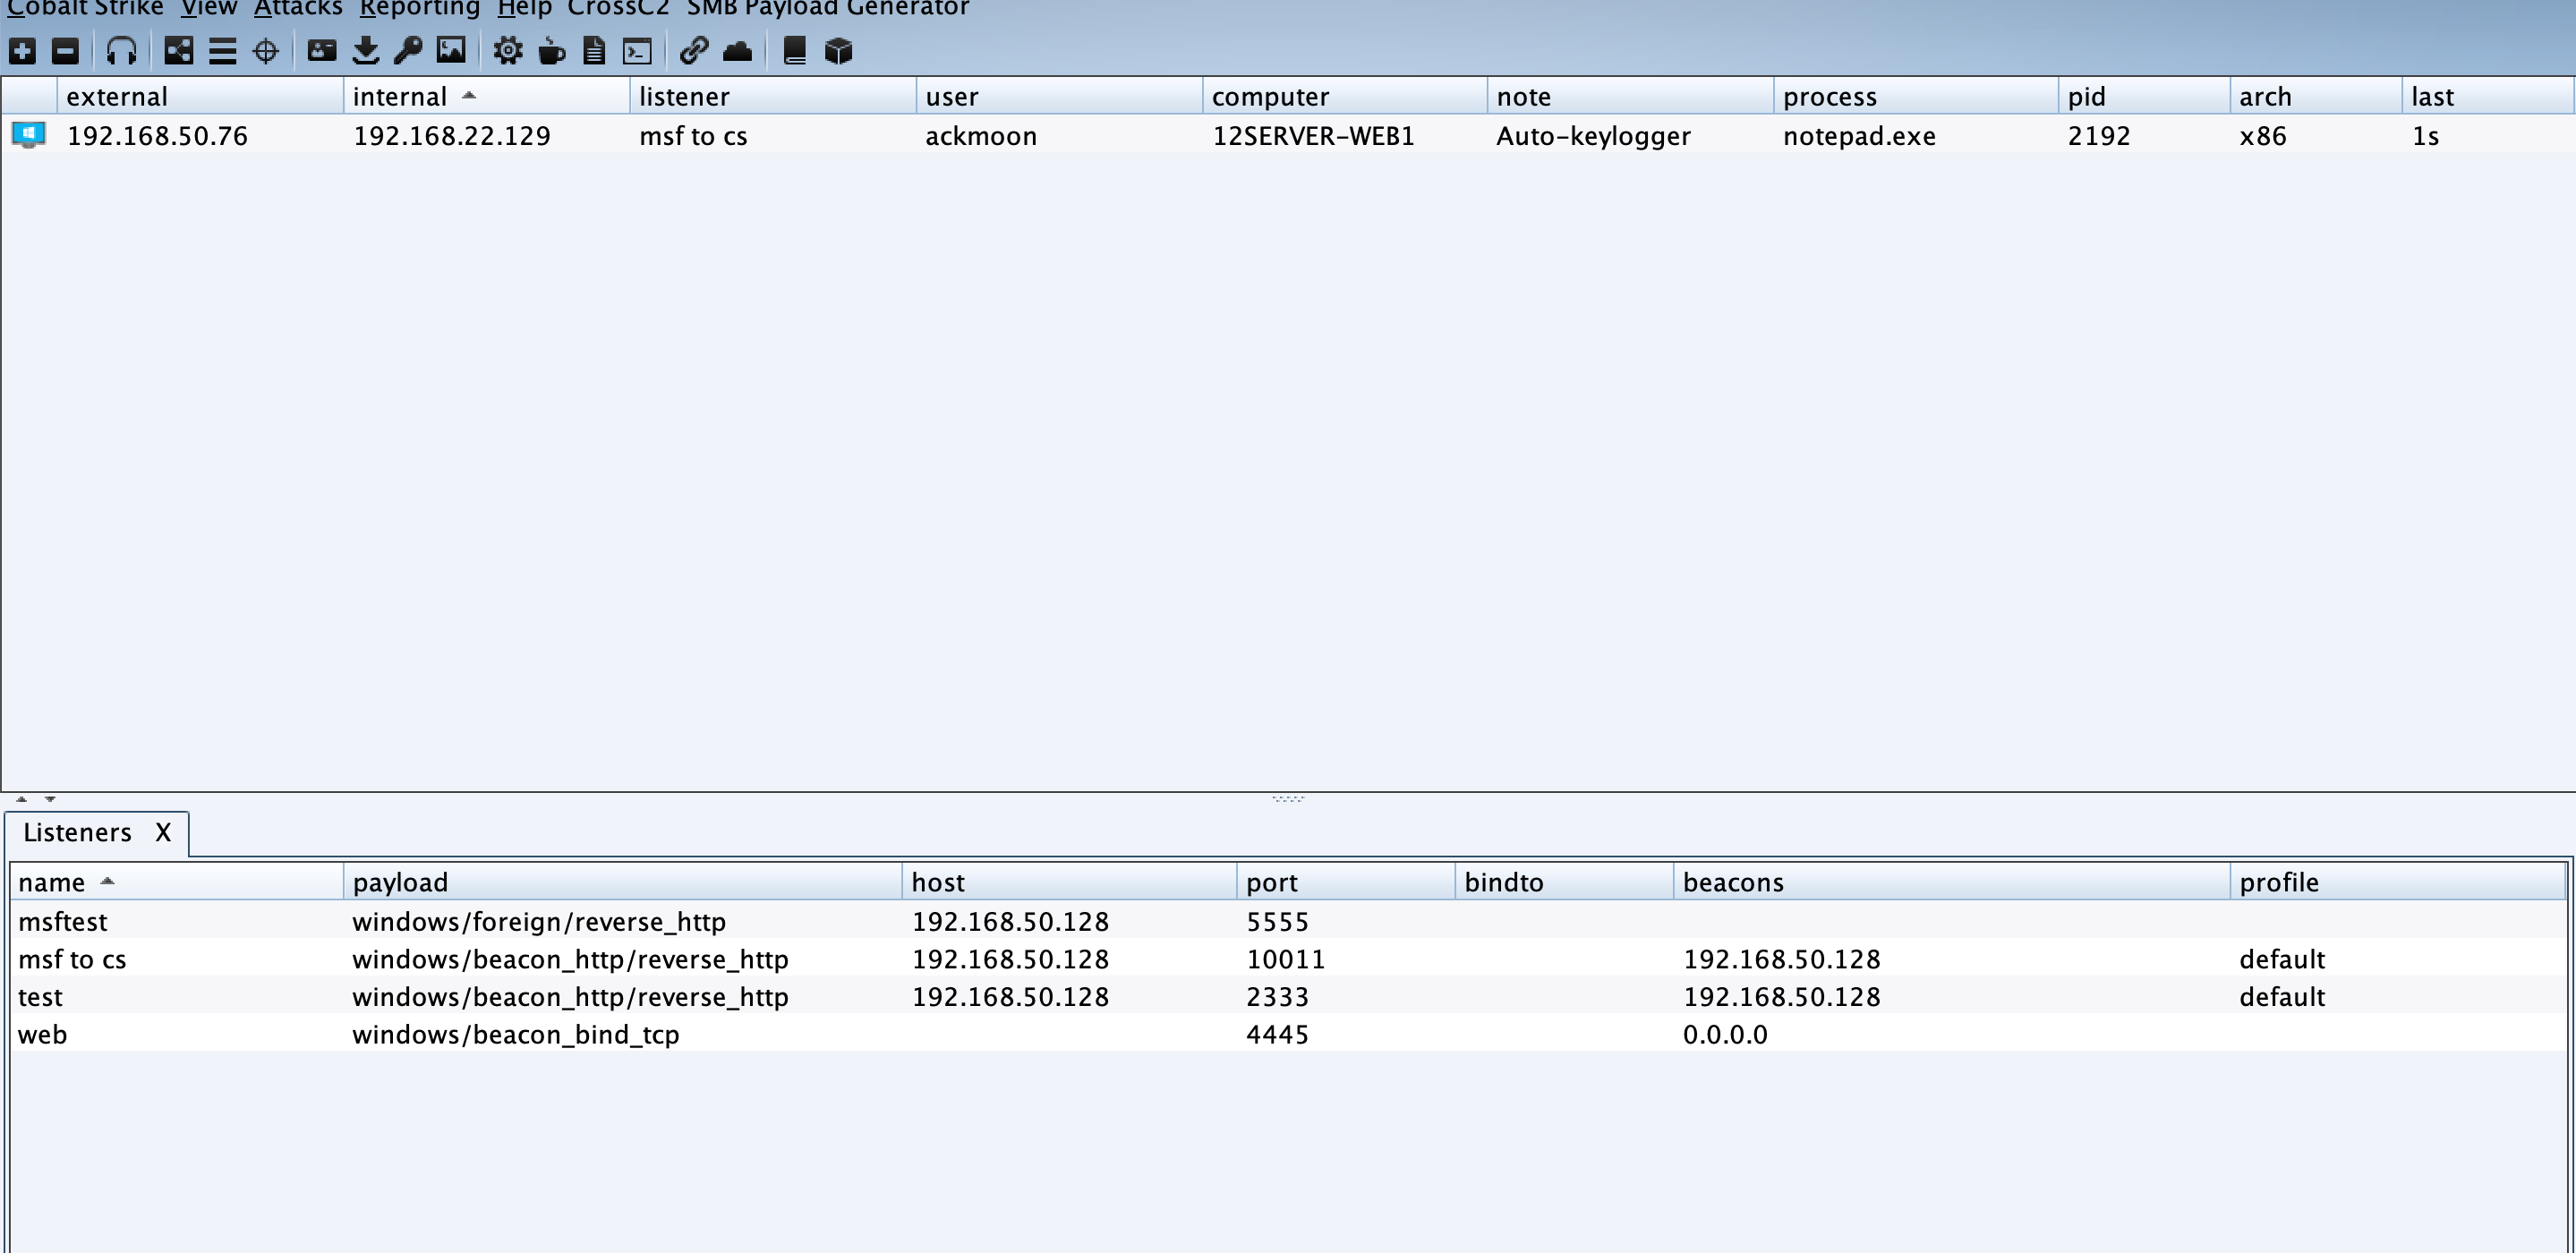 Cobalt Strike View Attacks Reporting Help CrossC2 SMB Payload Generator
external internal listener user computer note process pid arch last
192.168.50.76 192.168.22.129 msf to cs ackmoon 12SERVER-WEB1 Auto-keylogger notepad.exe 2192 x86 1s
Listeners X
name payload host port bindto beacons profile
msftest windows/foreign/reverse_http 192.168.50.128 5555
msf to cs windows/beacon_http/reverse_http 192.168.50.128 10011 192.168.50.128 default
test windows/beacon_http/reverse_http 192.168.50.128 2333 192.168.50.128 default
web windows/beacon_bind_tcp 4445 0.0.0.0